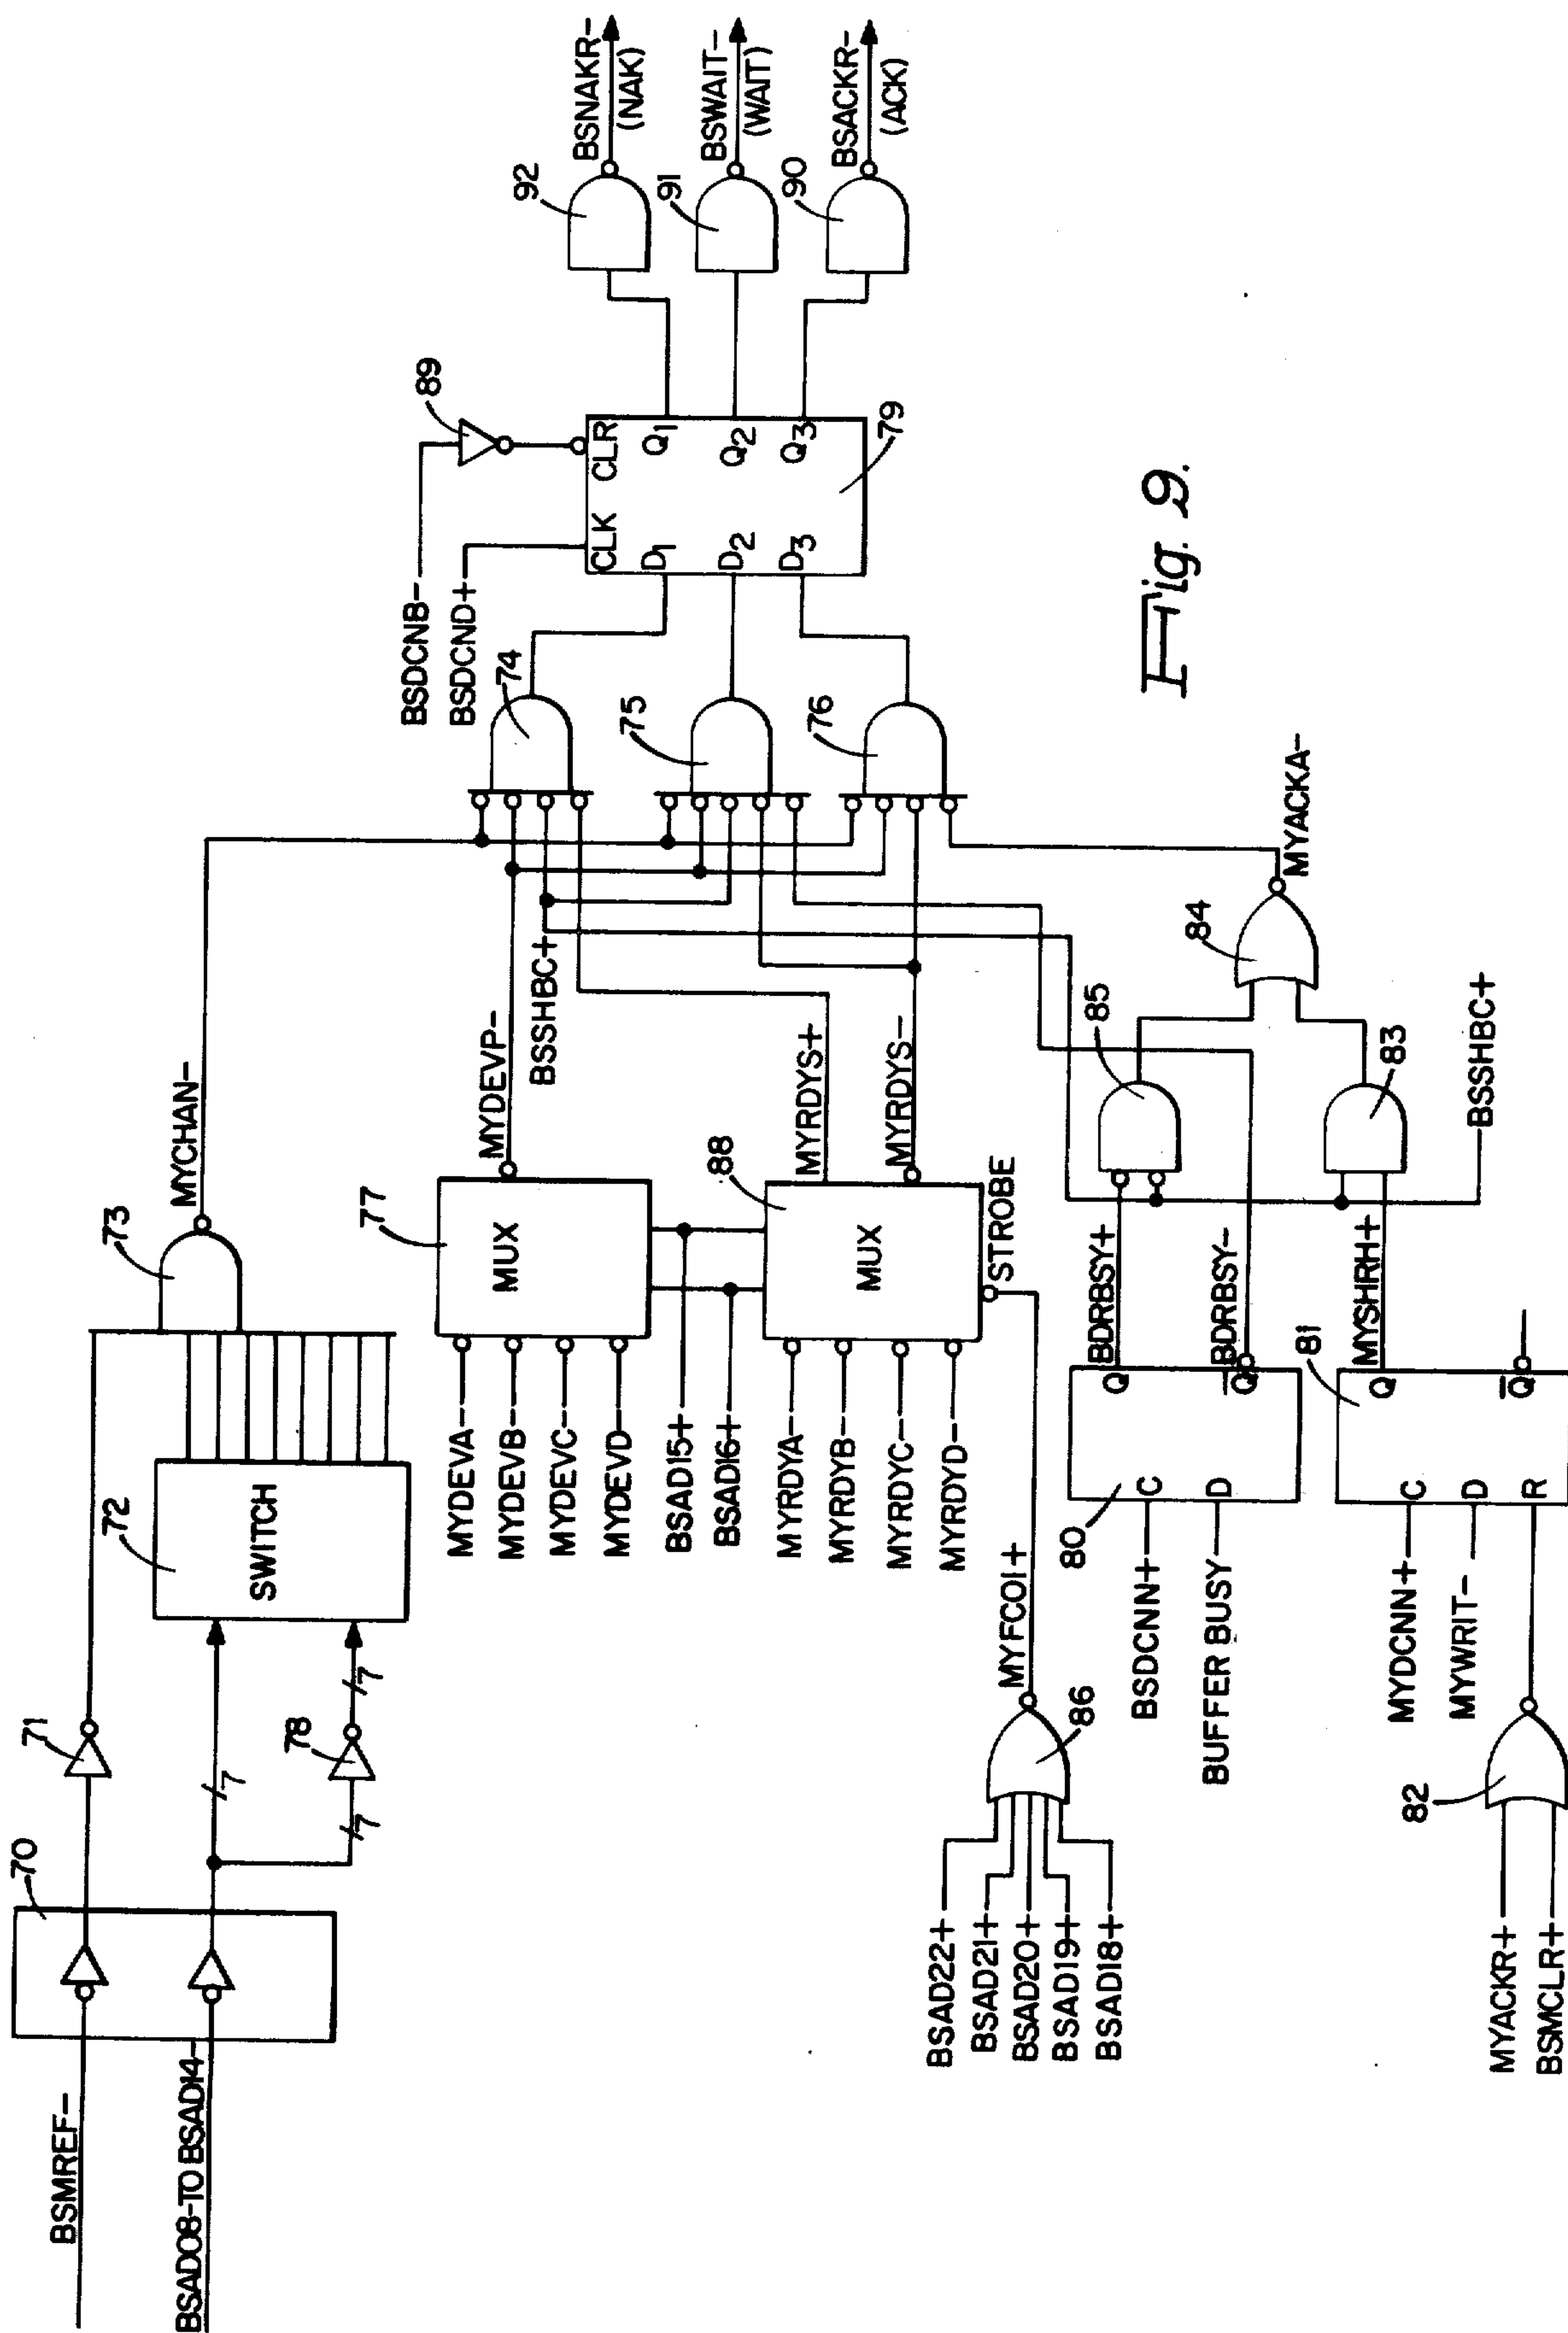 BSMREF-
BSAD08-TO BSAD14-
70
71
7
78
7
7
72
SWITCH
73
MYCHAN-
MYDEVA-
MYDEVB-
MYDEVC-
MYDEVD-
77
MUX
MYDEVP-
BSSHBC+
BSAD15+
BSAD16+
MYRDYA-
MYRDYB-
MYRDYC-
MYRDYD-
88
MUX
STROBE
MYRDYS+
MYRDYS-
BSAD22+
BSAD21+
BSAD20+
BSAD19+
BSAD18+
86
MYFC01+
80
BSDCNN+
BUFFER BUSY
C
D
Q
Q
BDRBSY+
BDRBSY-
81
MYDCNN+
MYWRIT-
C
D
R
Q
Q
MYSHRH+
MYACKR+
BSMCLR+
82
85
83
BSSHBC+
84
MYACKA-
74
75
76
BSDCNB-
BSDCND+
89
CLK
CLR
D1
D2
D3
Q1
Q2
Q3
79
92
91
90
BSNAKR-
(NAK)
BSWAIT-
(WAIT)
BSACKR-
(ACK)
Fig. 9.